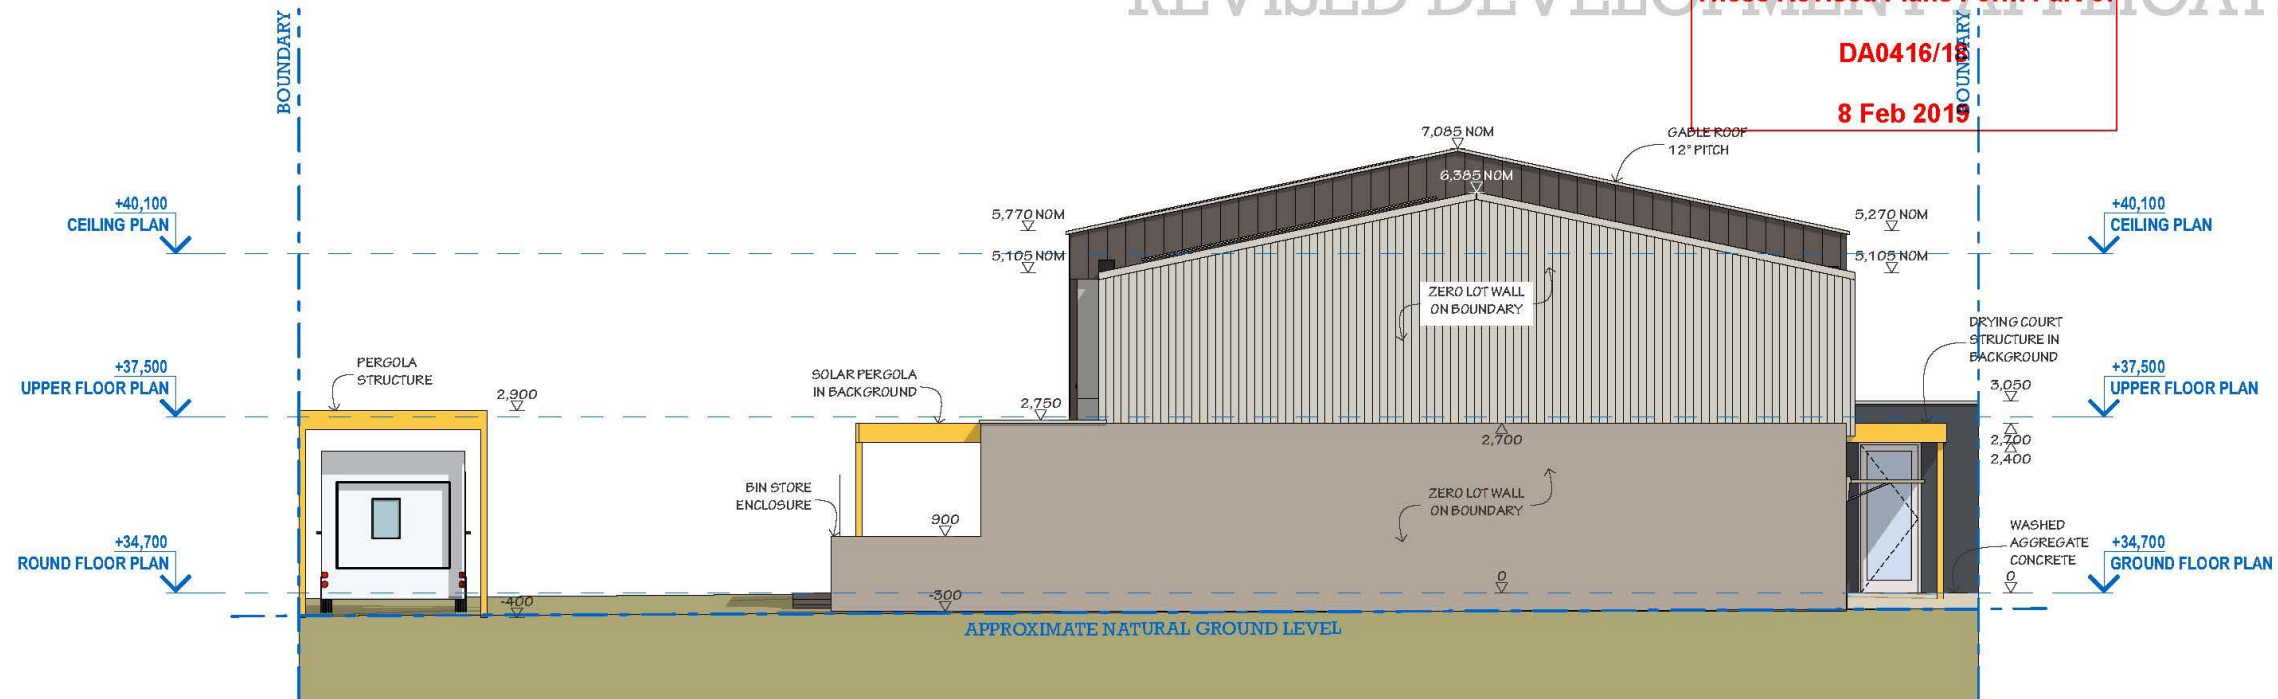 REVISED DEVELOPMENT
DA0416/18
8 Feb 2019
BOUNDARY
BOUNDARY
7,085 NOM
GABLE ROOF
12° PITCH
6,385 NOM
+40,100
CEILING PLAN
5,770 NOM
5,105 NOM
5,270 NOM
5,105 NOM
+40,100
CEILING PLAN
ZERO LOT WALL
ON BOUNDARY
DRYING COURT
STRUCTURE IN
BACKGROUND
+37,500
UPPER FLOOR PLAN
PERGOLA
STRUCTURE
2,900
SOLAR PERGOLA
IN BACKGROUND
2,750
3,050
+37,500
UPPER FLOOR PLAN
2,700
2,700
2,400
BIN STORE
ENCLOSURE
900
ZERO LOT WALL
ON BOUNDARY
WASHED
AGGREGATE
CONCRETE
+34,700
ROUND FLOOR PLAN
0
0
+34,700
GROUND FLOOR PLAN
-400
-300
APPROXIMATE NATURAL GROUND LEVEL